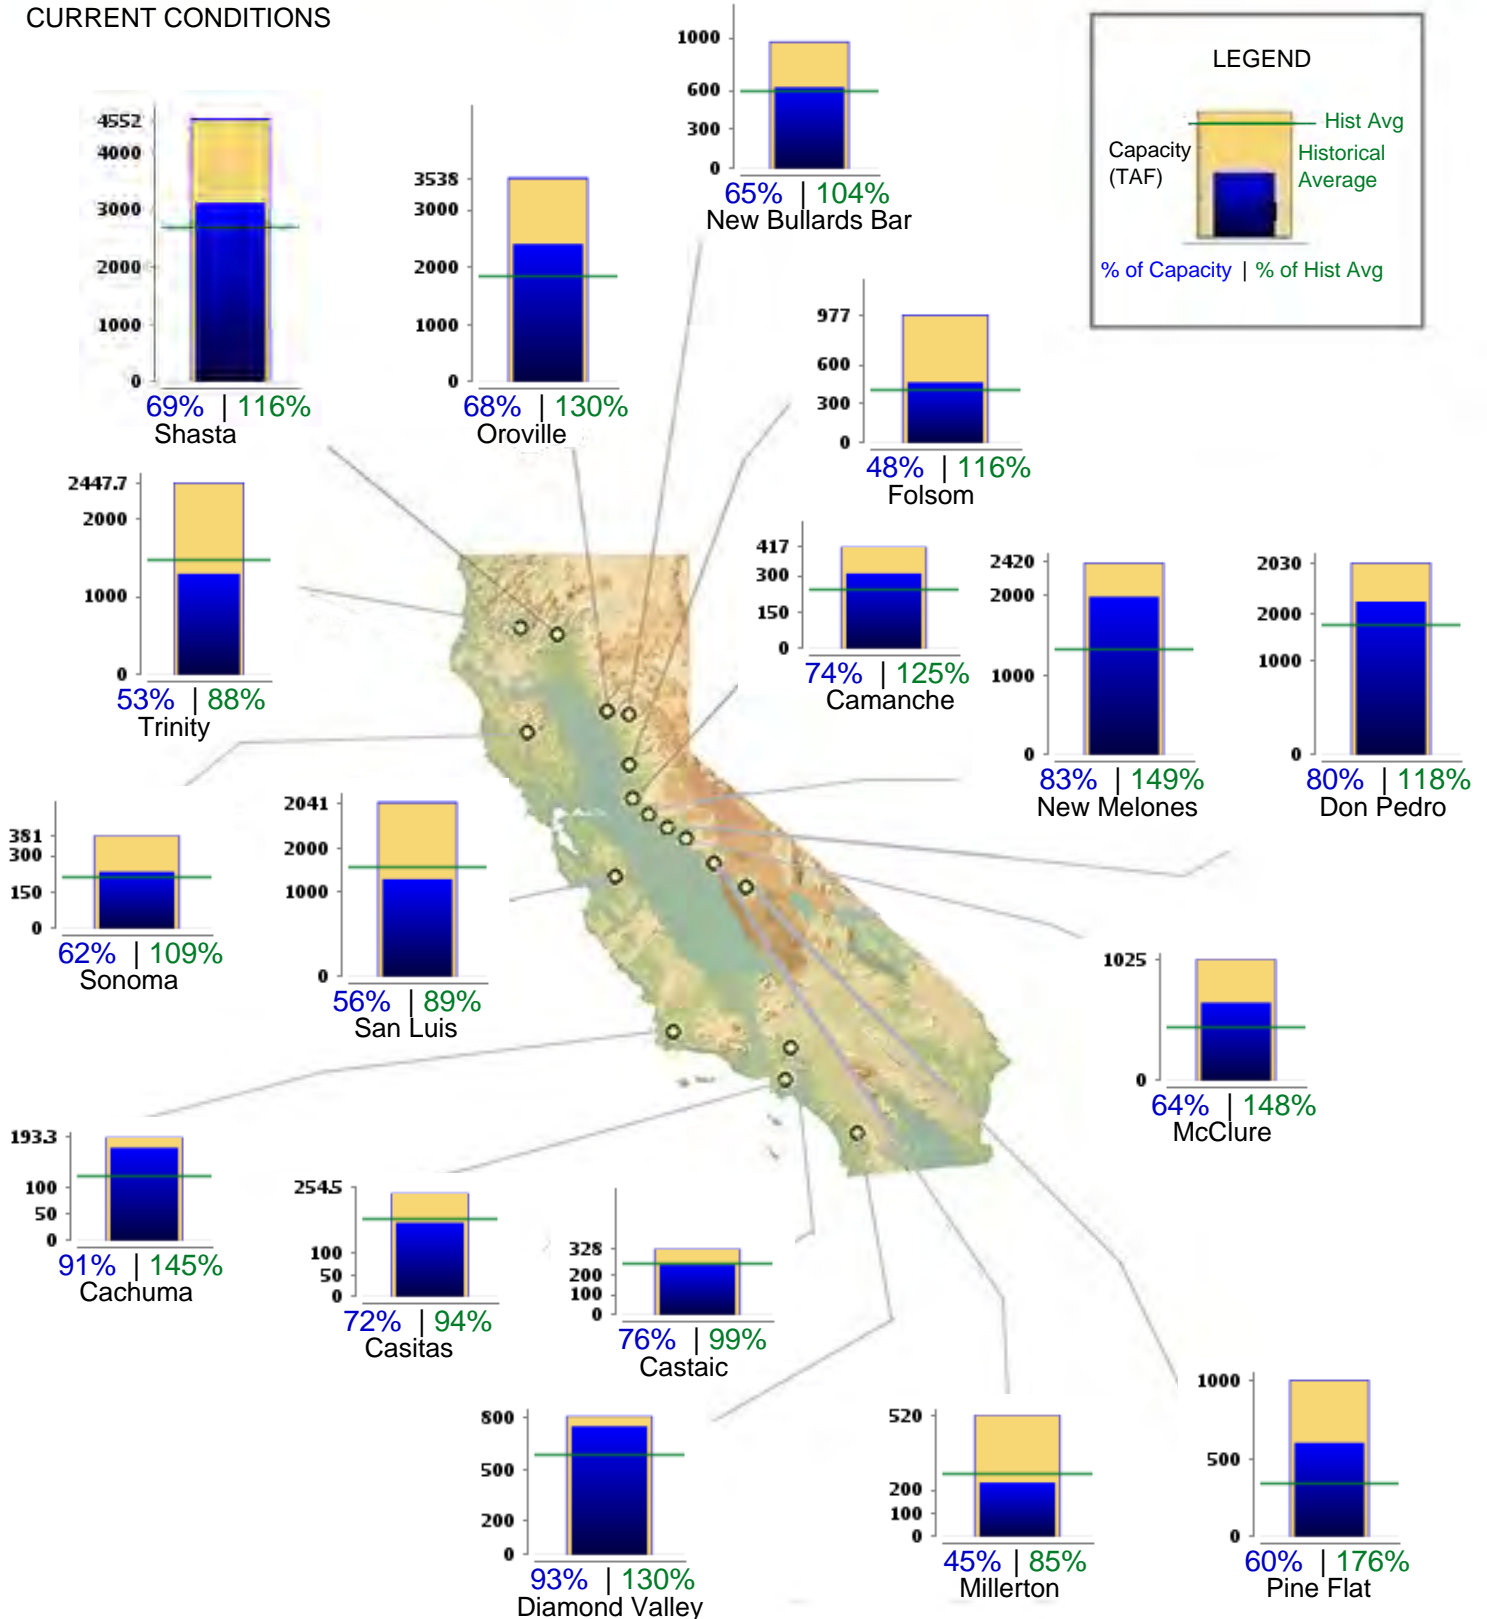 CURRENT CONDITIONS
LEGEND
Hist Avg
Capacity
(TAF)
Historical
Average
% of Capacity | % of Hist Avg
4552
4000
3000
2000
1000
0
69% | 116%
Shasta
3538
3000
2000
1000
0
68% | 130%
Oroville
1000
600
300
0
65% | 104%
New Bullards Bar
977
600
300
0
48% | 116%
Folsom
2447.7
2000
1000
0
53% | 88%
Trinity
417
300
150
0
74% | 125%
Camanche
2420
2000
1000
0
83% | 149%
New Melones
2030
2000
1000
0
80% | 118%
Don Pedro
381
300
150
0
62% | 109%
Sonoma
2041
2000
1000
0
56% | 89%
San Luis
1025
0
64% | 148%
McClure
193.3
100
50
0
91% | 145%
Cachuma
254.5
100
50
0
72% | 94%
Casitas
328
200
100
0
76% | 99%
Castaic
800
500
200
0
93% | 130%
Diamond Valley
520
200
100
0
45% | 85%
Millerton
1000
500
0
60% | 176%
Pine Flat